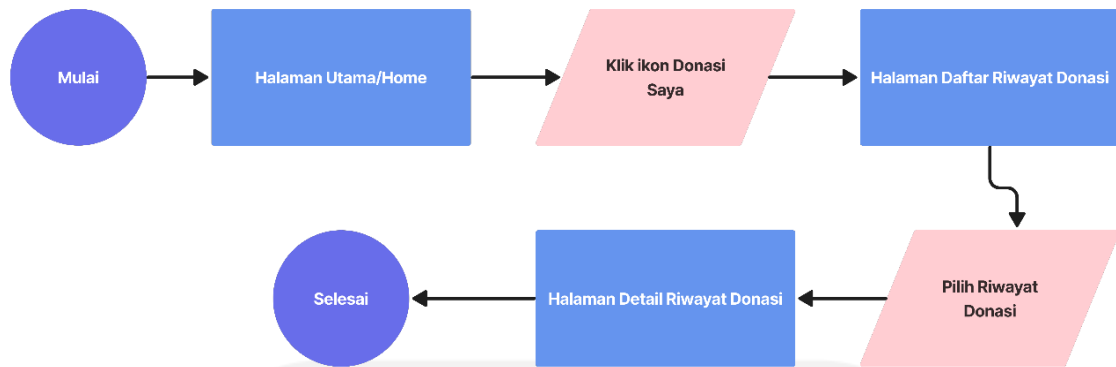 Mulai
Halaman Utama/Home
Klik ikon Donasi
Saya
Halaman Daftar Riwayat Donasi
Pilih Riwayat
Donasi
Halaman Detail Riwayat Donasi
Selesai